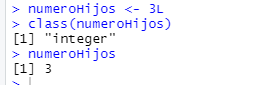 > numeroHijos <- 3L
> class(numeroHijos)
[1] "integer"
> numeroHijos
[1] 3
>